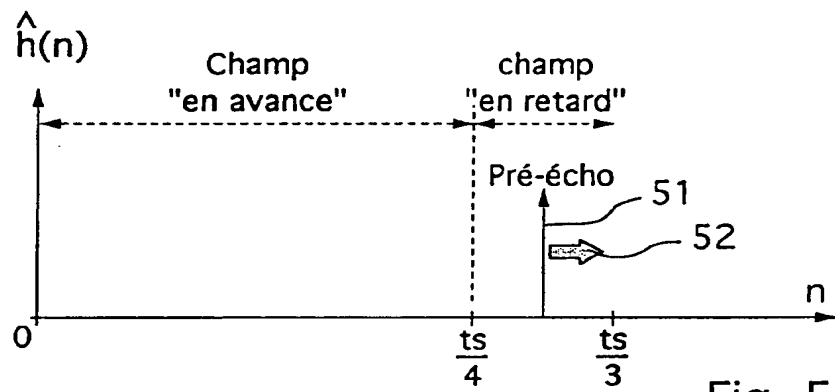 ĥ(n)
Champ
"en avance"
champ
"en retard"
Pré-écho
51
52
n
0
ts/4
ts/3
Fig. 5